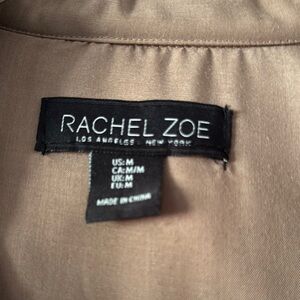 RACHEL ZOE
LOS ANGELES - NEW YORK
US:M
CA:M/M
UK:M
EU:M
MADE IN CHINA